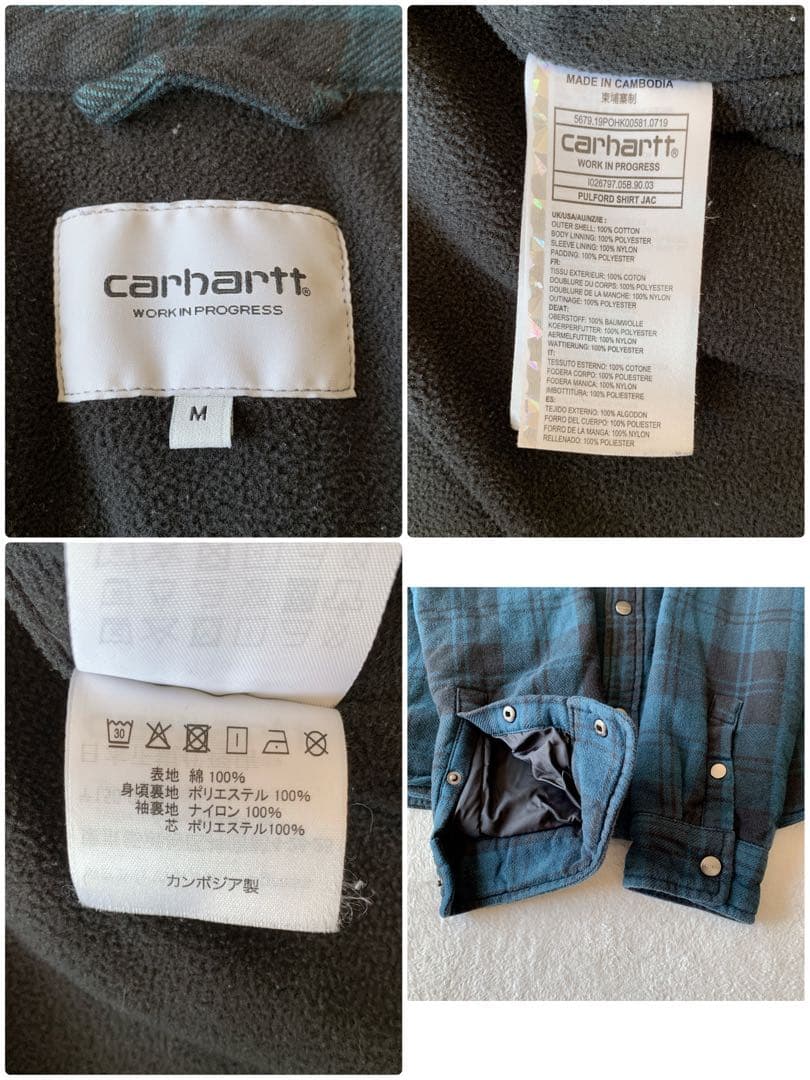 carhartt®
WORK IN PROGRESS
M
MADE IN CAMBODIA
柬埔寨制
5679.19POHK00581.0719
carhartt®
WORK IN PROGRESS
I026797.05B.90.03
PULFORD SHIRT JAC
UK/USA/AU/NZ/IE :
OUTER SHELL: 100% COTTON
BODY LINNING: 100% POLYESTER
SLEEVE LINING: 100% NYLON
PADDING: 100% POLYESTER
FR:
TISSU EXTERIEUR: 100% COTON
DOUBLURE DU CORPS: 100% POLYESTER
DOUBLURE DE LA MANCHE: 100% NYLON
OUTINAGE: 100% POLYESTER
DE/AT:
OBERSTOFF: 100% BAUMWOLLE
KOERPERFUTTER: 100% POLYESTER
AERMELFUTTER: 100% NYLON
WATTIERUNG: 100% POLYESTER
IT:
TESSUTO ESTERNO: 100% COTONE
FODERA CORPO: 100% POLIESTERE
FODERA MANICA: 100% NYLON
IMBOTTITURA: 100% POLIESTERE
ES:
TEJIDO EXTERNO: 100% ALGODON
FORRO DEL CUERPO: 100% POLYESTER
FORRO DE LA MANGA: 100% NYLON
RELLENADO: 100% POLYESTER
30
表地 綿 100%
身頃裏地 ポリエステル 100%
袖裏地 ナイロン 100%
芯 ポリエステル100%
カンボジア製